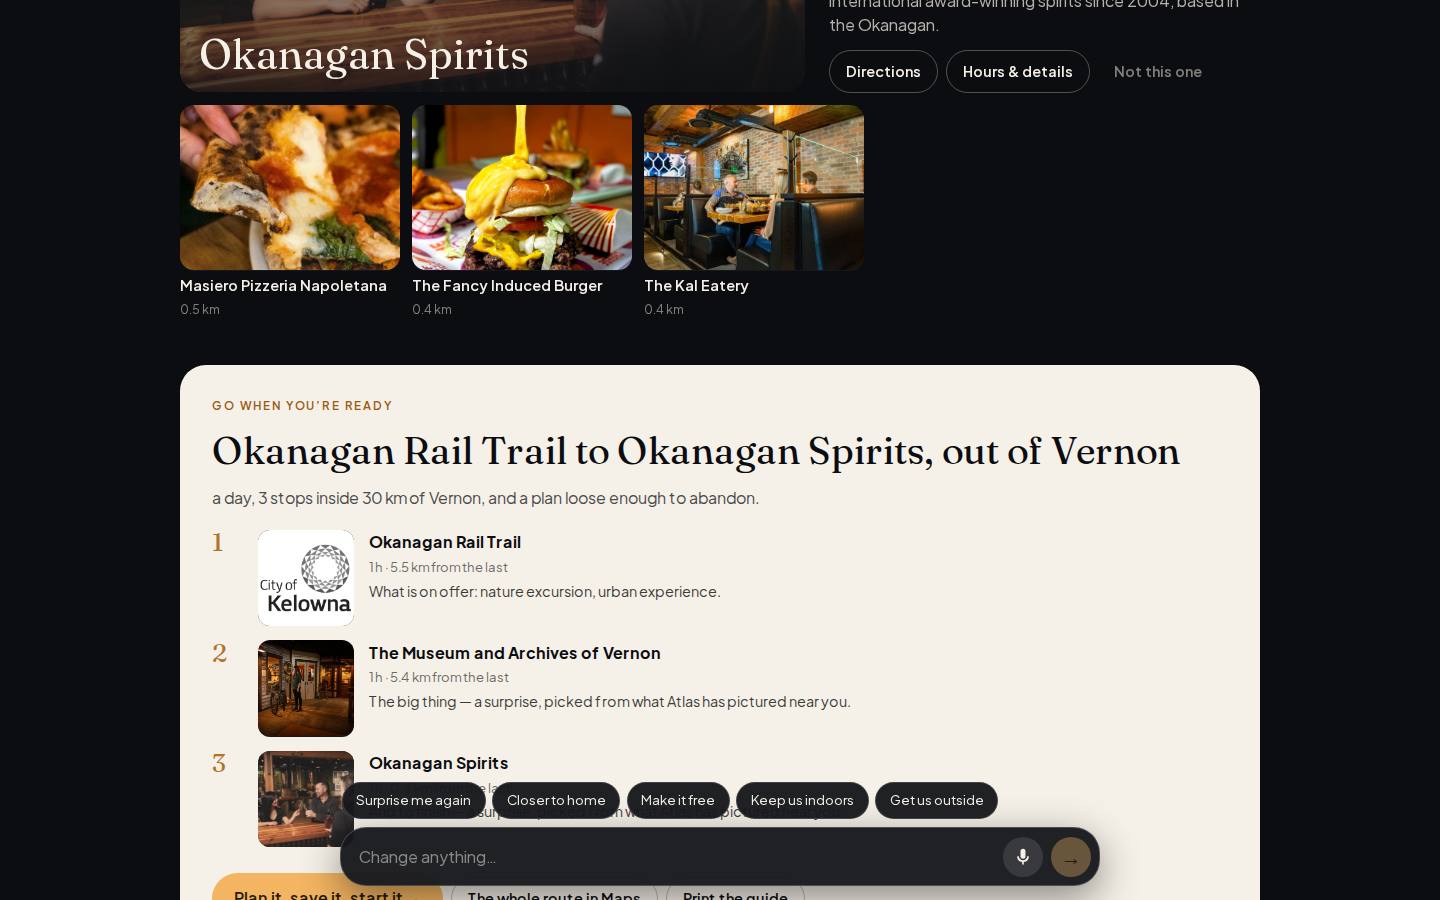 international award-winning spirits since 2004, based in
the Okanagan.
Okanagan Spirits
Directions
Hours & details
Not this one
Masiero Pizzeria Napoletana
0.5 km
The Fancy Induced Burger
0.4 km
The Kal Eatery
0.4 km
GO WHEN YOU'RE READY
Okanagan Rail Trail to Okanagan Spirits, out of Vernon
a day, 3 stops inside 30 km of Vernon, and a plan loose enough to abandon.
1
City of
Kelowna
Okanagan Rail Trail
1h · 5.5 km from the last
What is on offer: nature excursion, urban experience.
2
The Museum and Archives of Vernon
1h · 5.4 km from the last
The big thing — a surprise, picked from what Atlas has pictured near you.
3
Okanagan Spirits
Surprise me again
Closer to home
Make it free
Keep us indoors
Get us outside
Change anything...
→
Plan it, save it, start it
The whole route in Maps
Print the guide